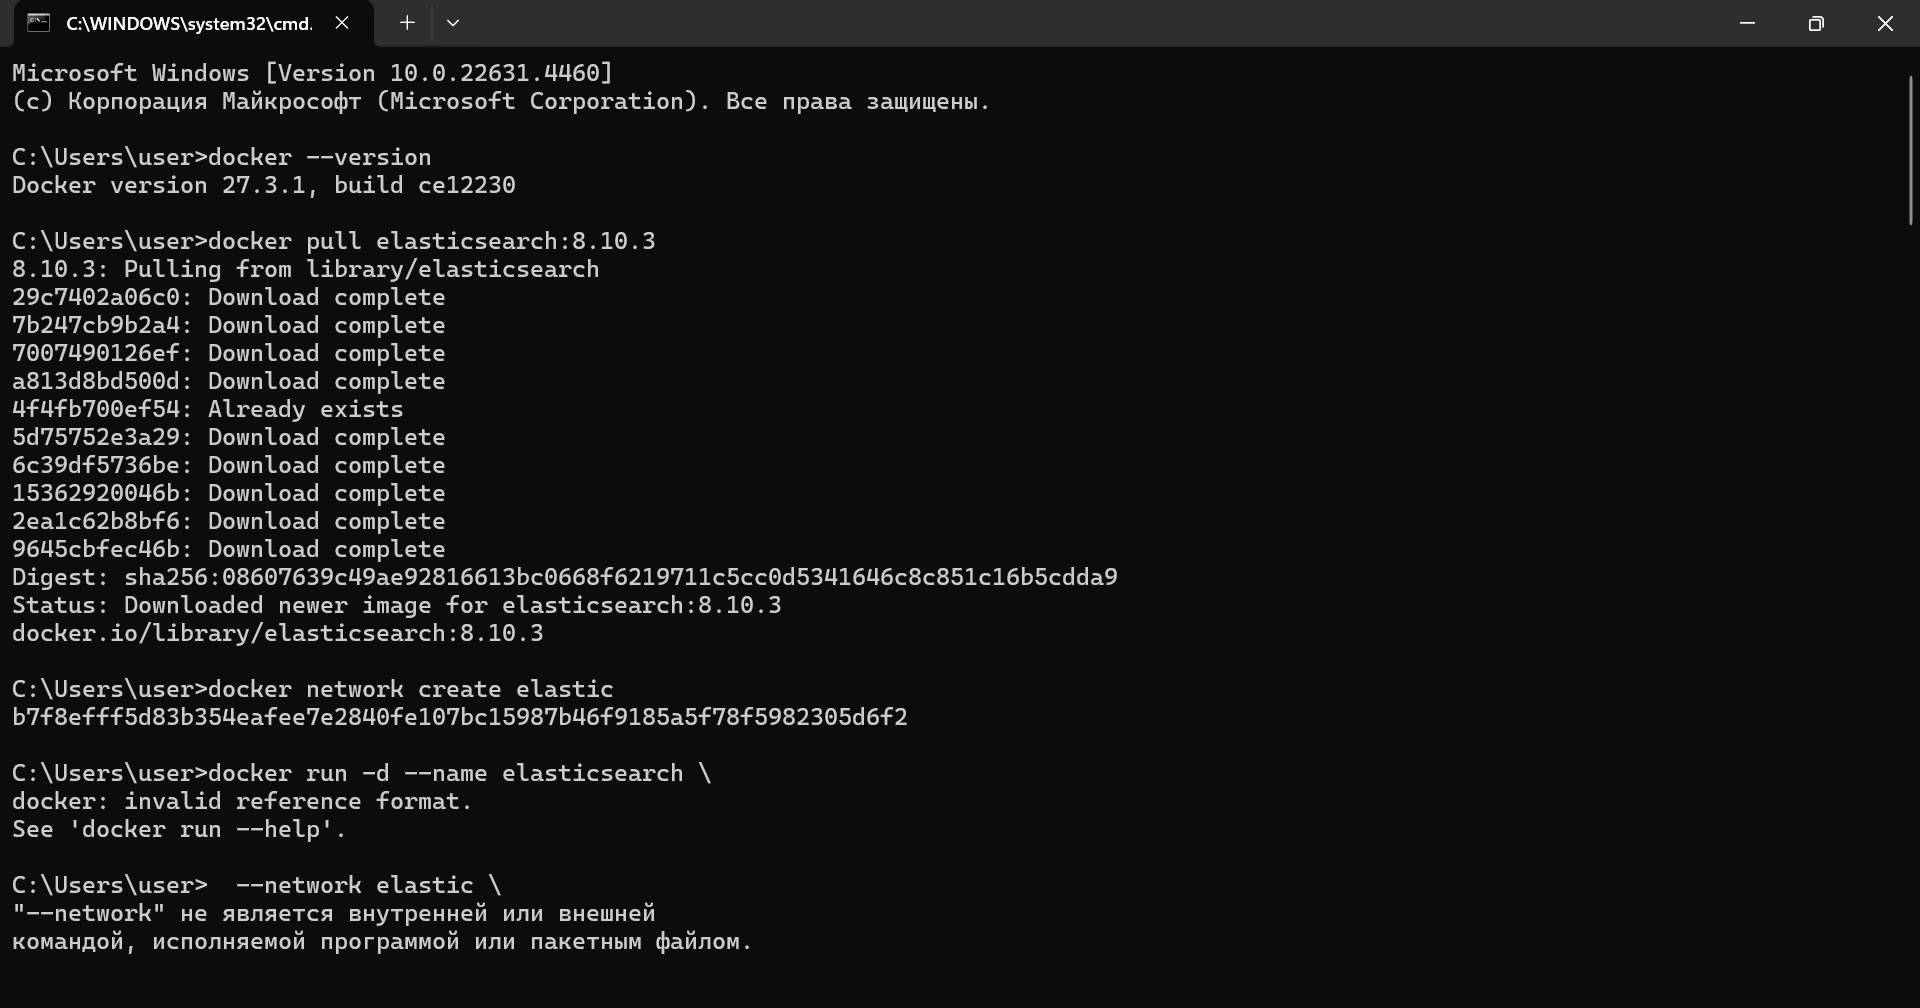 C:\WINDOWS\system32\cmd.
Microsoft Windows [Version 10.0.22631.4460]
(c) Корпорация Майкрософт (Microsoft Corporation). Все права защищены.
C:\Users\user>docker --version
Docker version 27.3.1, build ce12230
C:\Users\user>docker pull elasticsearch:8.10.3
8.10.3: Pulling from library/elasticsearch
29c7402a06c0: Download complete
7b247cb9b2a4: Download complete
7007490126ef: Download complete
a813d8bd500d: Download complete
4f4fb700ef54: Already exists
5d75752e3a29: Download complete
6c39df5736be: Download complete
15362920046b: Download complete
2ea1c62b8bf6: Download complete
9645cbfec46b: Download complete
Digest: sha256:08607639c49ae92816613bc0668f6219711c5cc0d5341646c8c851c16b5cdda9
Status: Downloaded newer image for elasticsearch:8.10.3
docker.io/library/elasticsearch:8.10.3
C:\Users\user>docker network create elastic
b7f8efff5d83b354eafee7e2840fe107bc15987b46f9185a5f78f5982305d6f2
C:\Users\user>docker run -d --name elasticsearch \
docker: invalid reference format.
See 'docker run --help'.
C:\Users\user>  --network elastic \
"--network" не является внутренней или внешней
командой, исполняемой программой или пакетным файлом.